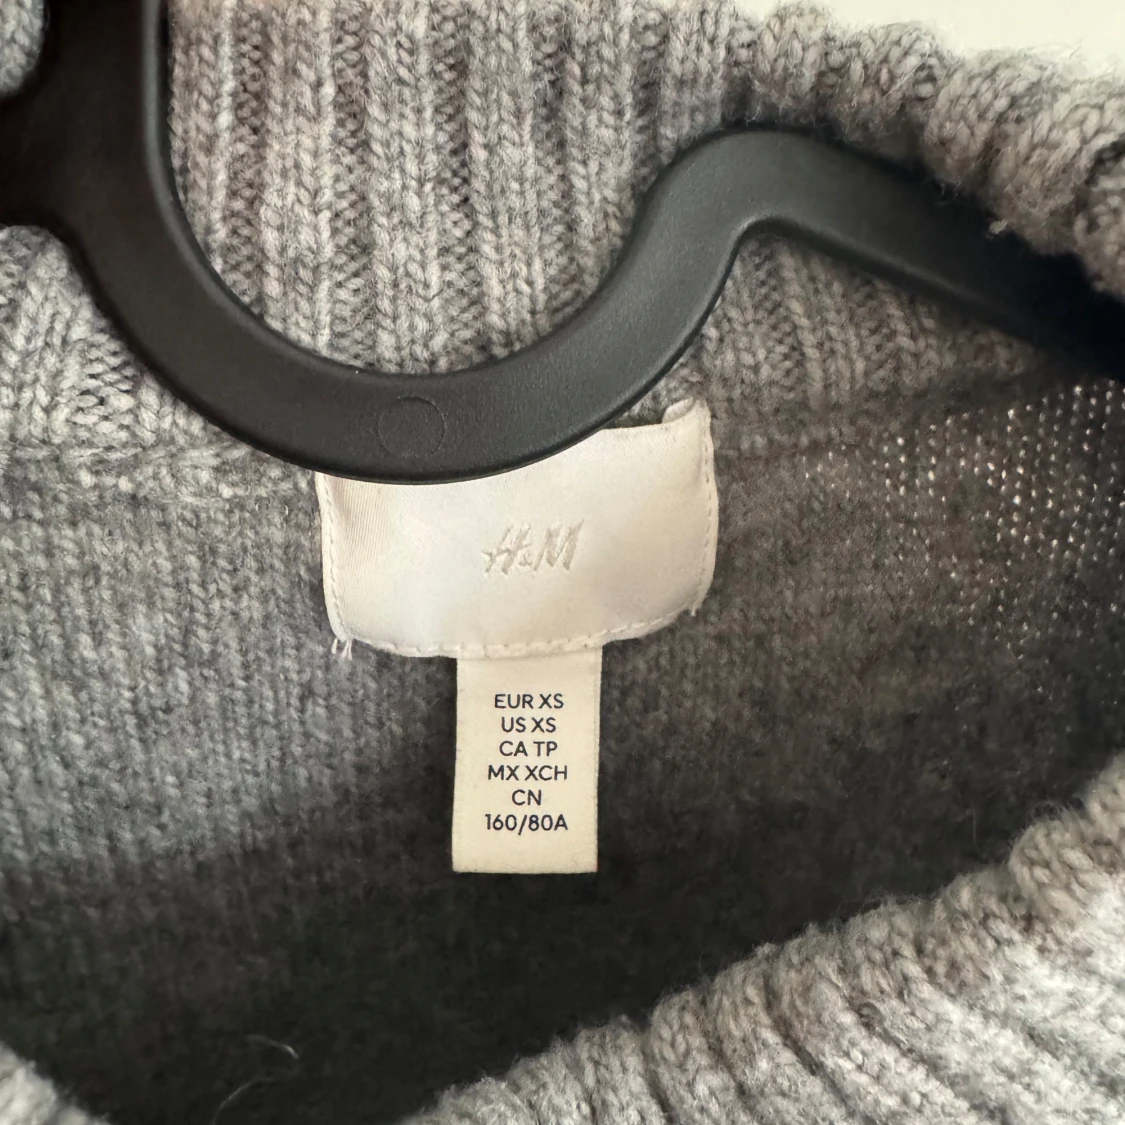 H&M
EUR XS
US XS
CA TP
MX XCH
CN
160/80A